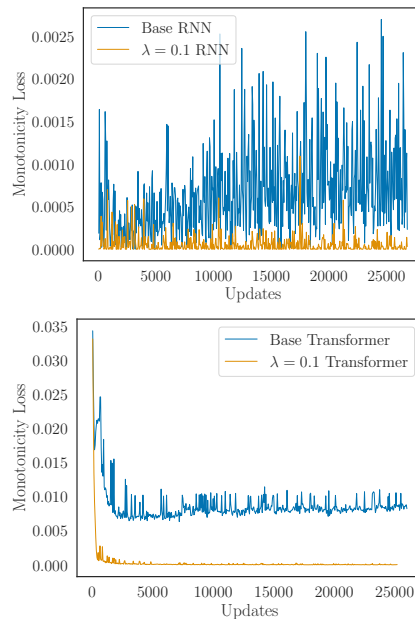 0.0025
0.0020
0.0015
0.0010
0.0005
0.0000
Monotonicity Loss
Base RNN
λ = 0.1 RNN
0 5000 10000 15000 20000 25000
Updates
0.035
0.030
0.025
0.020
0.015
0.010
0.005
0.000
Monotonicity Loss
Base Transformer
λ = 0.1 Transformer
0 5000 10000 15000 20000 25000
Updates